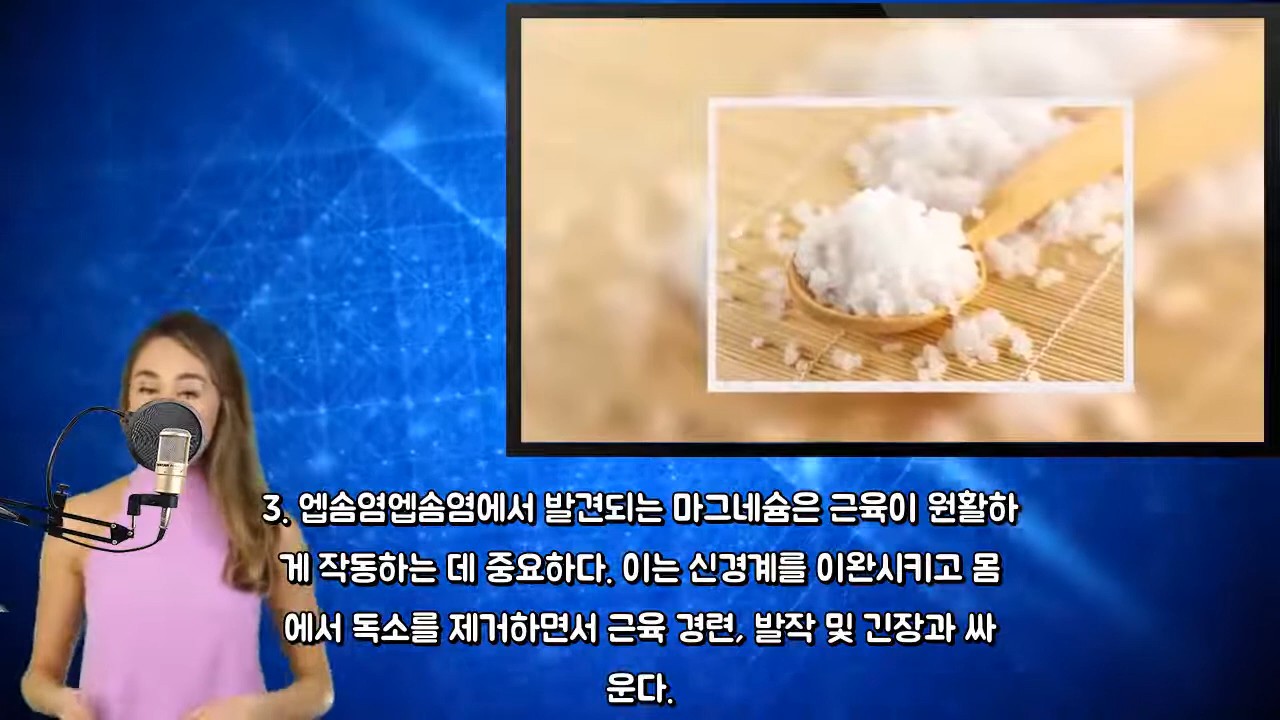 3. 엡솜염엡솜염에서 발견되는 마그네슘은 근육이 원활하
게 작동하는 데 중요하다. 이는 신경계를 이완시키고 몸
에서 독소를 제거하면서 근육 경련, 발작 및 긴장과 싸
운다.